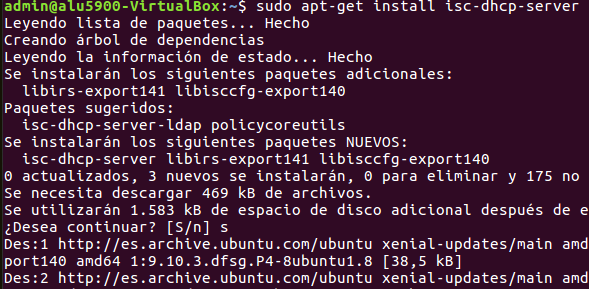 admin@alu5900-VirtualBox:~$ sudo apt-get install isc-dhcp-server
Leyendo lista de paquetes... Hecho
Creando árbol de dependencias
Leyendo la información de estado... Hecho
Se instalarán los siguientes paquetes adicionales:
  libirs-export141 libisccfg-export140
Paquetes sugeridos:
  isc-dhcp-server-ldap policycoreutils
Se instalarán los siguientes paquetes NUEVOS:
  isc-dhcp-server libirs-export141 libisccfg-export140
0 actualizados, 3 nuevos se instalarán, 0 para eliminar y 175 no
Se necesita descargar 469 kB de archivos.
Se utilizarán 1.583 kB de espacio de disco adicional después de e
¿Desea continuar? [S/n] s
Des:1 http://es.archive.ubuntu.com/ubuntu xenial-updates/main amd
port140 amd64 1:9.10.3.dfsg.P4-8ubuntu1.8 [38,5 kB]
Des:2 http://es.archive.ubuntu.com/ubuntu xenial-updates/main amd